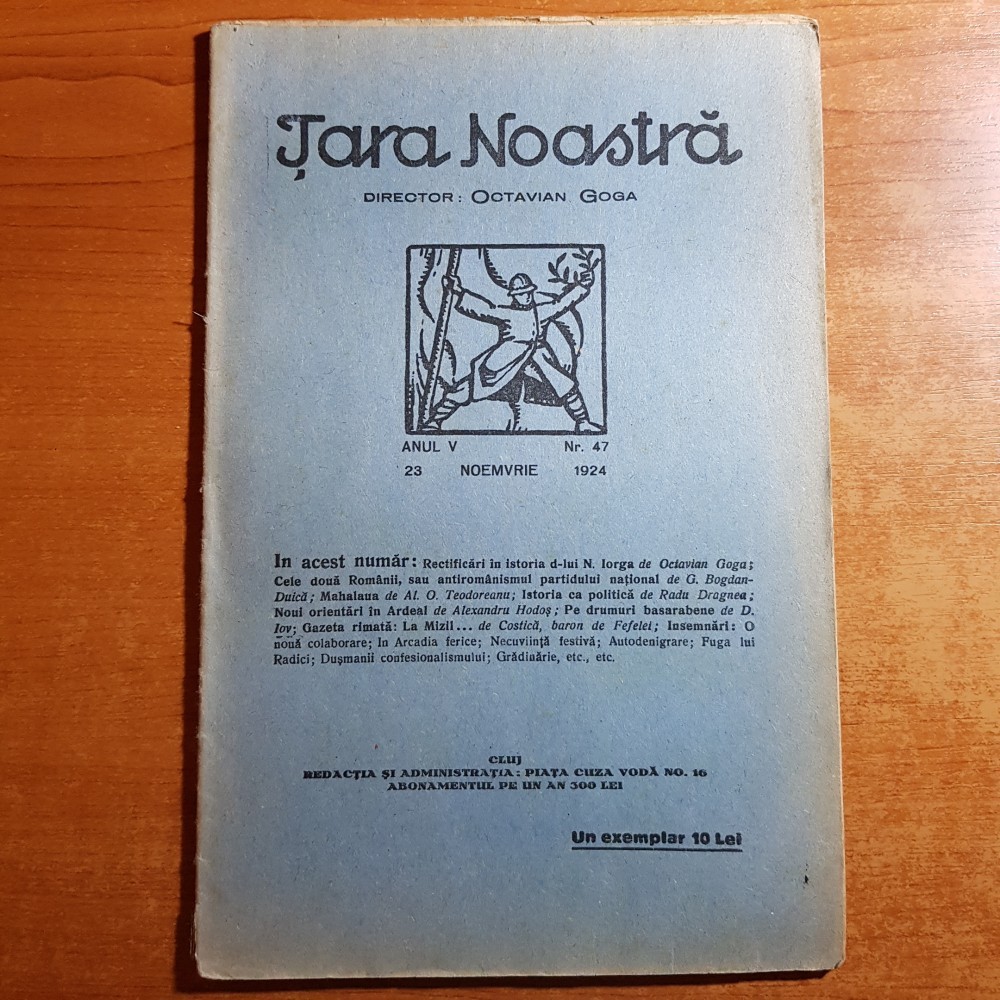 Țara Noastră
DIRECTOR: OCTAVIAN GOGA
ANUL V Nr. 47
23 NOEMVRIE 1924
In acest număr: Rectificări în istoria d-lui N. Iorga de Octavian Goga;
Cele două Românii, sau antiromânismul partidului național de G. Bogdan-
Duică; Mahalaua de Al. O. Teodoreanu; Istoria ca politică de Radu Dragnea;
Noui orientări în Ardeal de Alexandru Hodoș; Pe drumuri basarabene de D.
Iov; Gazeta rimată: La Mizil... de Costică, baron de Fefelei; Insemnări: O
nouă colaborare; In Arcadia ferice; Necuviință festivă; Autodenigrare; Fuga lui
Radici; Dușmanii confesionalismului; Grădinărie, etc., etc.
CLUJ
REDACȚIA ȘI ADMINISTRAȚIA: PIAȚA CUZA VODĂ NO. 16
ABONAMENTUL PE UN AN 300 LEI
Un exemplar 10 Lei